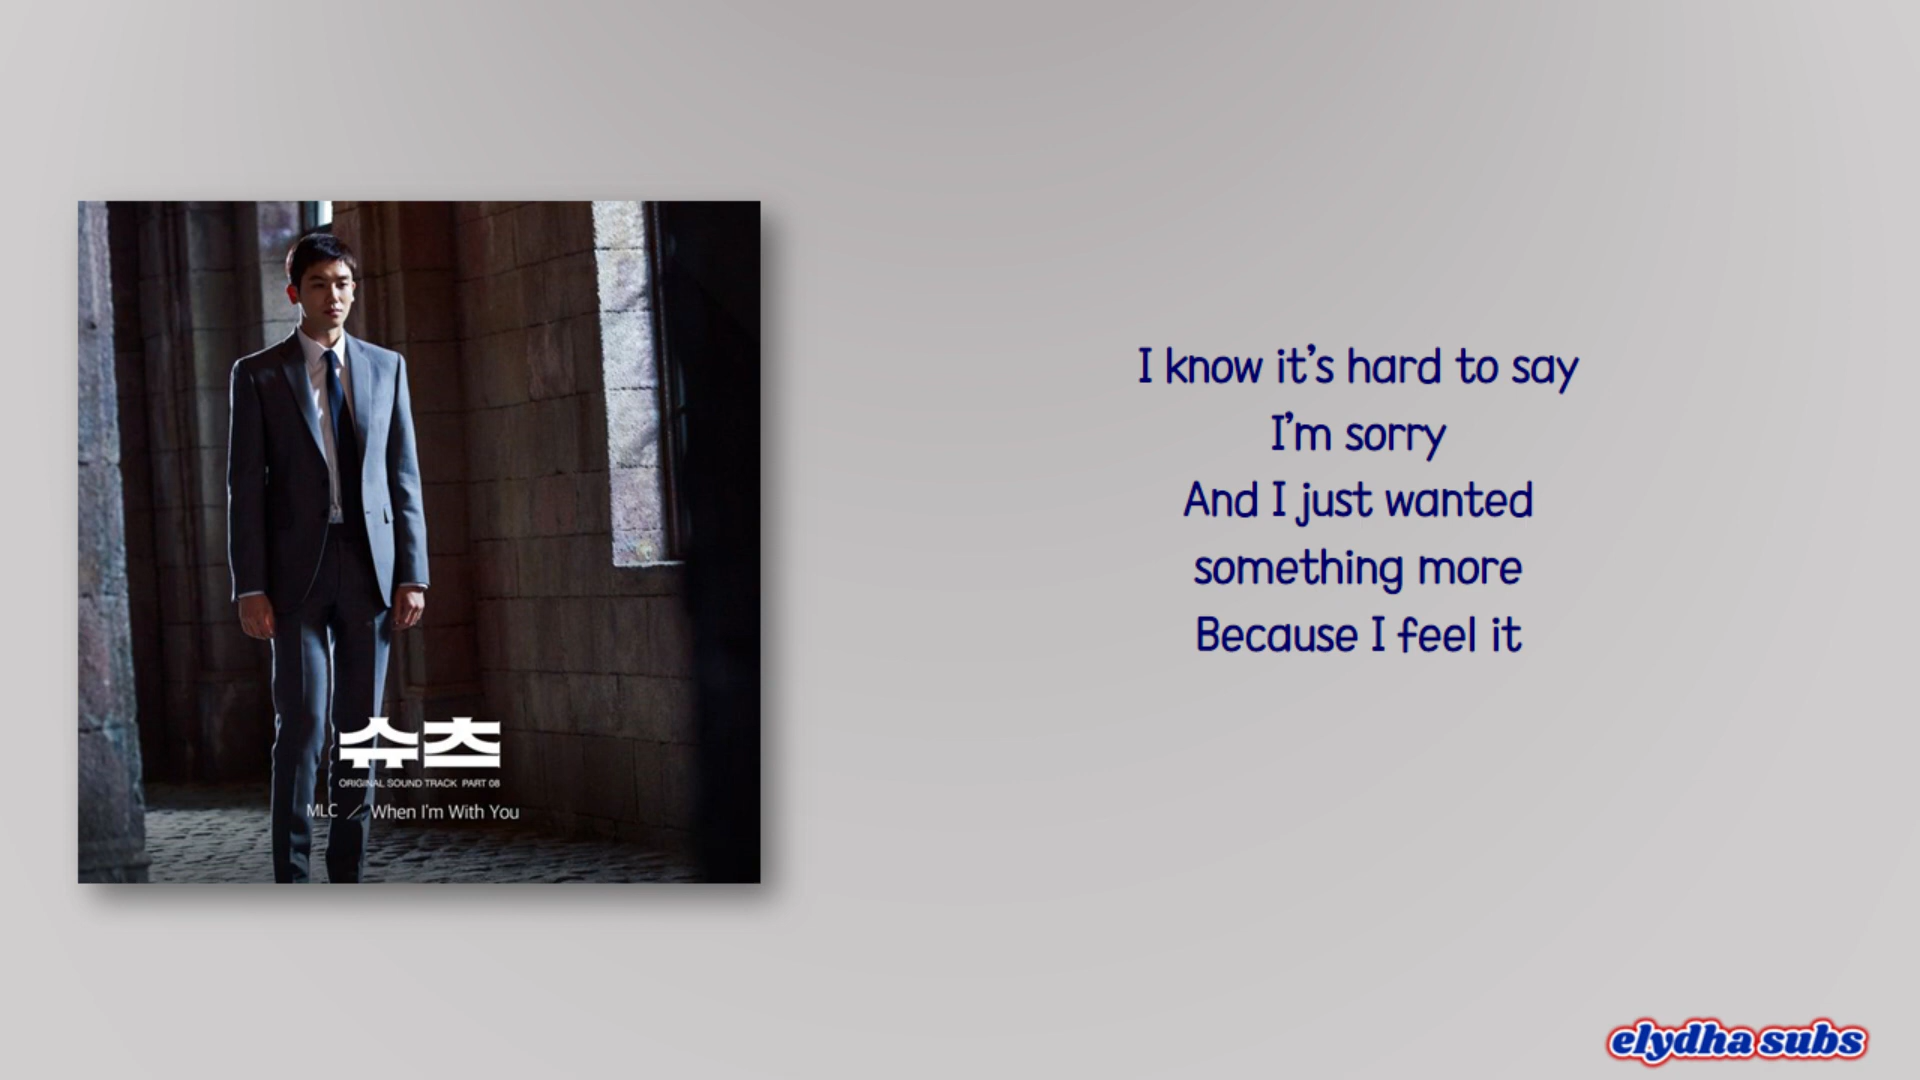 슈츠
ORIGINAL SOUND TRACK PART 08
MLC / When I'm With You
I know it's hard to say
I'm sorry
And I just wanted
something more
Because I feel it
elydha subs